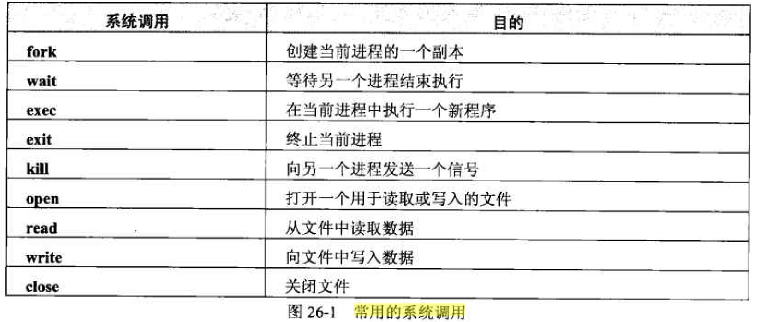 系统调用 目的
fork 创建当前进程的一个副本
wait 等待另一个进程结束执行
exec 在当前进程中执行一个新程序
exit 终止当前进程
kill 向另一个进程发送一个信号
open 打开一个用于读取或写入的文件
read 从文件中读取数据
write 向文件中写入数据
close 关闭文件
图 26-1 常用的系统调用